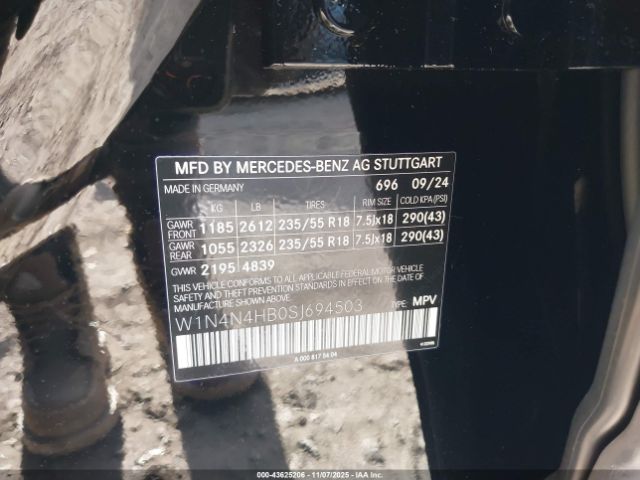 MFD BY MERCEDES-BENZ AG STUTTGART
MADE IN GERMANY 696 09/24
KG LB TIRES RIM SIZE COLD KPA (PSI)
GAWR FRONT 1185 2612 235/55 R18 7.5Jx18 290(43)
GAWR REAR 1055 2326 235/55 R18 7.5Jx18 290(43)
GVWR 2195 4839
THIS VEHICLE CONFORMS TO ALL APPLICABLE FEDERAL MOTOR VEHICLE
SAFETY, BUMPER, AND THEFT PREVENTION STANDARDS
IN EFFECT ON THE DATE OF
MANUFACTURE SHOWN ABOVE.
W1N4N4HB0SJ694503 TYPE: MPV
A 000 817 54 04
000-43625206 - 11/07/2025 - IAAI.COM